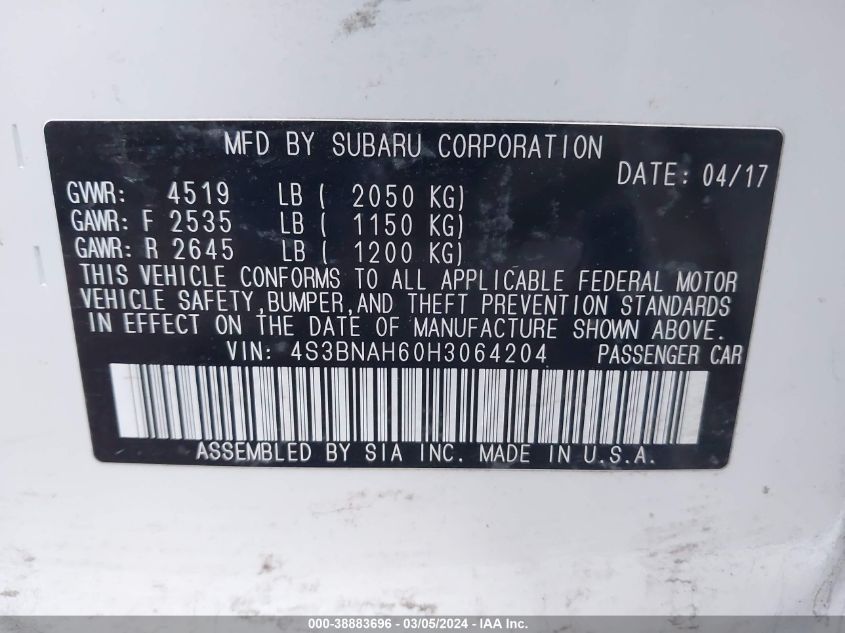 MFD BY SUBARU CORPORATION
DATE: 04/17
GVWR: 4519 LB ( 2050 KG)
GAWR: F 2535 LB ( 1150 KG)
GAWR: R 2645 LB ( 1200 KG)
THIS VEHICLE CONFORMS TO ALL APPLICABLE FEDERAL MOTOR
VEHICLE SAFETY,BUMPER,AND THEFT PREVENTION STANDARDS
IN EFFECT ON THE DATE OF MANUFACTURE SHOWN ABOVE.
VIN: 4S3BNAH60H3064204 PASSENGER CAR
ASSEMBLED BY SIA INC. MADE IN U.S.A.
000-38883696 - 03/05/2024 - IAA Inc.